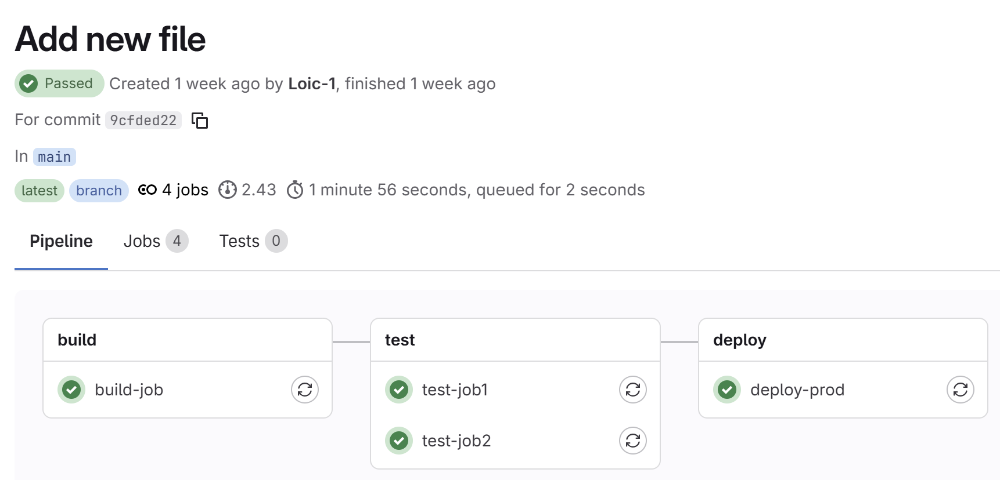 Add new file
Passed Created 1 week ago by Loic-1, finished 1 week ago
For commit 9cfded22
In main
latest branch 4 jobs 2.43 1 minute 56 seconds, queued for 2 seconds
Pipeline Jobs 4 Tests 0
build
build-job
test
test-job1
test-job2
deploy
deploy-prod